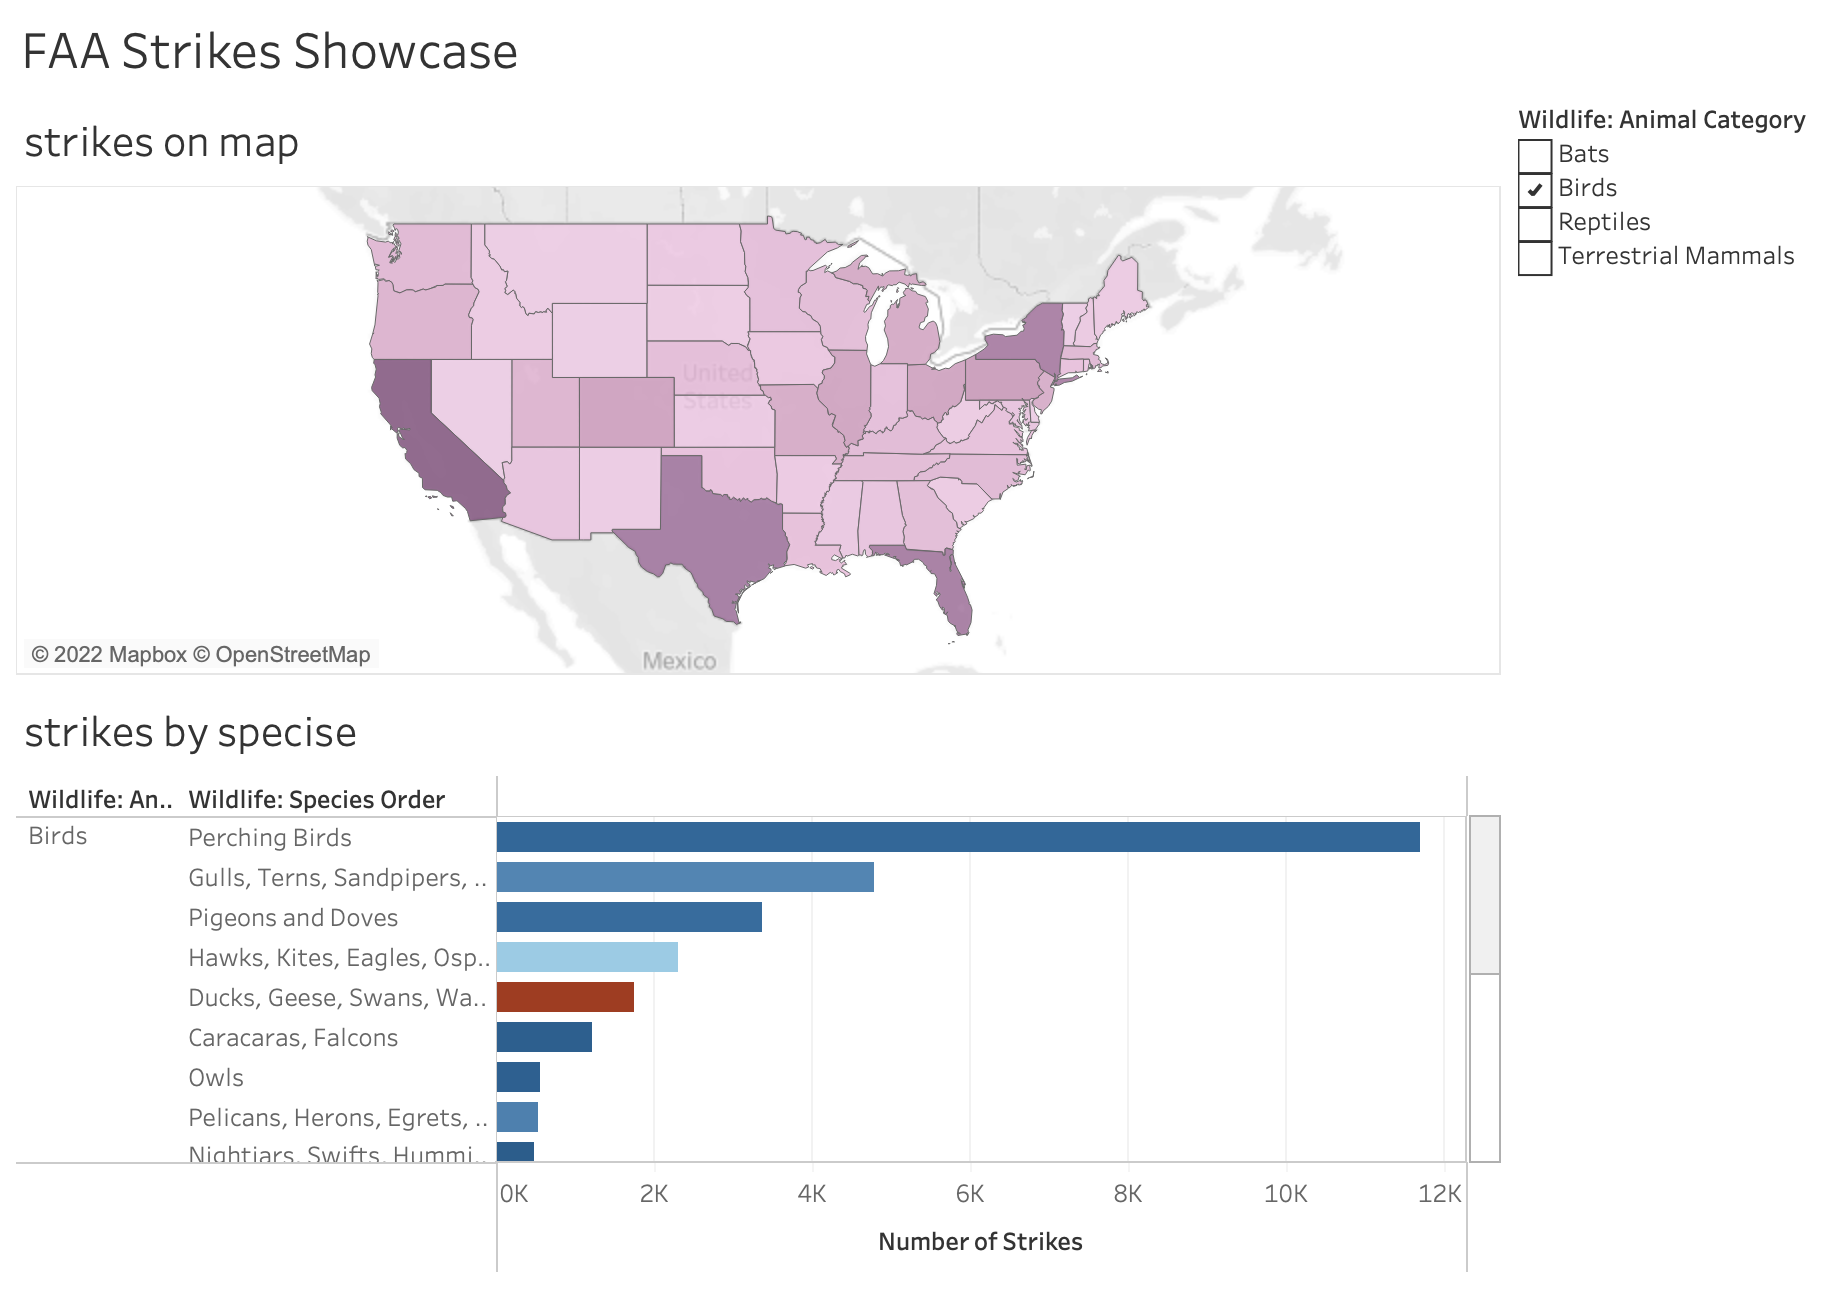 FAA Strikes Showcase
strikes on map
Wildlife: Animal Category
Bats
Birds
Reptiles
Terrestrial Mammals
United
States
Mexico
© 2022 Mapbox © OpenStreetMap
strikes by specise
Wildlife: An.. Wildlife: Species Order
Birds Perching Birds
Gulls, Terns, Sandpipers, ..
Pigeons and Doves
Hawks, Kites, Eagles, Osp..
Ducks, Geese, Swans, Wa..
Caracaras, Falcons
Owls
Pelicans, Herons, Egrets, ..
Nightjars, Swifts, Hummi..
0K 2K 4K 6K 8K 10K 12K
Number of Strikes